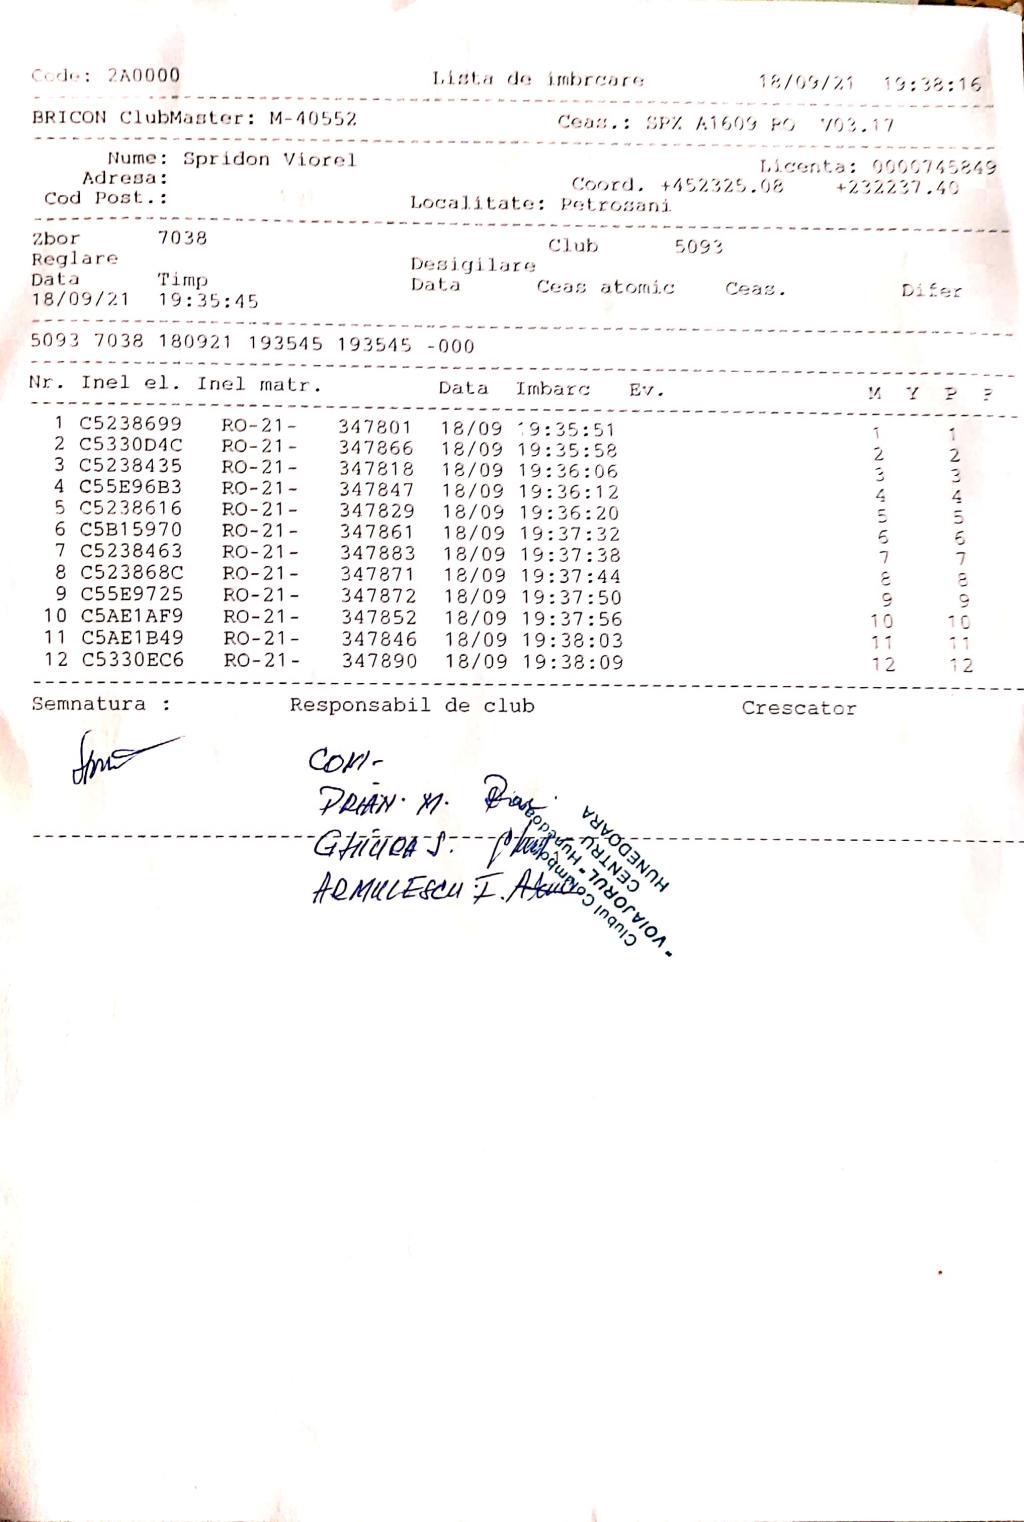 Code: 2A0000 Lista de imbrcare 18/09/21 19:38:16
BRICON ClubMaster: M-40552 Ceas.: SPX A1609 RO V03.17
Nume: Spridon Viorel Licenta: 0000745849
Adresa: Coord. +452325.08 +232237.40
Cod Post.: Localitate: Petrosani
Zbor 7038 Club 5093
Reglare Desigilare
Data Timp Data Ceas atomic Ceas. Difer
18/09/21 19:35:45
5093 7038 180921 193545 193545 -000
Nr. Inel el. Inel matr. Data Imbarc Ev. M Y P ?
1 C5238699 RO-21- 347801 18/09 19:35:51 1 1
2 C5330D4C RO-21- 347866 18/09 19:35:58 2 2
3 C5238435 RO-21- 347818 18/09 19:36:06 3 3
4 C55E96B3 RO-21- 347847 18/09 19:36:12 4 4
5 C5238616 RO-21- 347829 18/09 19:36:20 5 5
6 C5B15970 RO-21- 347861 18/09 19:37:32 6 6
7 C5238463 RO-21- 347883 18/09 19:37:38 7 7
8 C523868C RO-21- 347871 18/09 19:37:44 8 8
9 C55E9725 RO-21- 347872 18/09 19:37:50 9 9
10 C5AE1AF9 RO-21- 347852 18/09 19:37:56 10 10
11 C5AE1B49 RO-21- 347846 18/09 19:38:03 11 11
12 C5330EC6 RO-21- 347890 18/09 19:38:09 12 12
Semnatura : Responsabil de club Crescator
COM-
PRIAN. M.
GHIURA S.
ARMULESCU I.
Clubul Columbofil Hunedoara
- VOIAJORUL -
CENTRU
HUNEDOARA